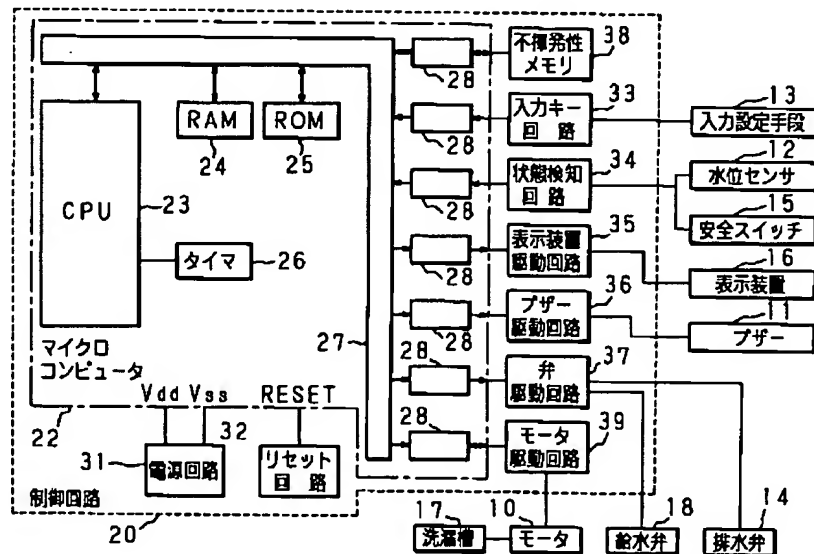 不揮発性
メモリ
38
28
入力キー
回路
33
28
入力設定手段
13
RAM
24
ROM
25
状態検知
回路
34
28
水位センサ
12
安全スイッチ
15
CPU
23
タイマ
26
表示装置
駆動回路
35
28
表示装置
16
ブザー
駆動回路
36
28
ブザー
11
マイクロ
コンピュータ
27
28
弁
駆動回路
37
Vdd Vss
RESET
22
32
28
モータ
駆動回路
39
31
電源回路
リセット
回路
制御回路
20
17
洗濯槽
10
モータ
18
給水弁
14
排水弁